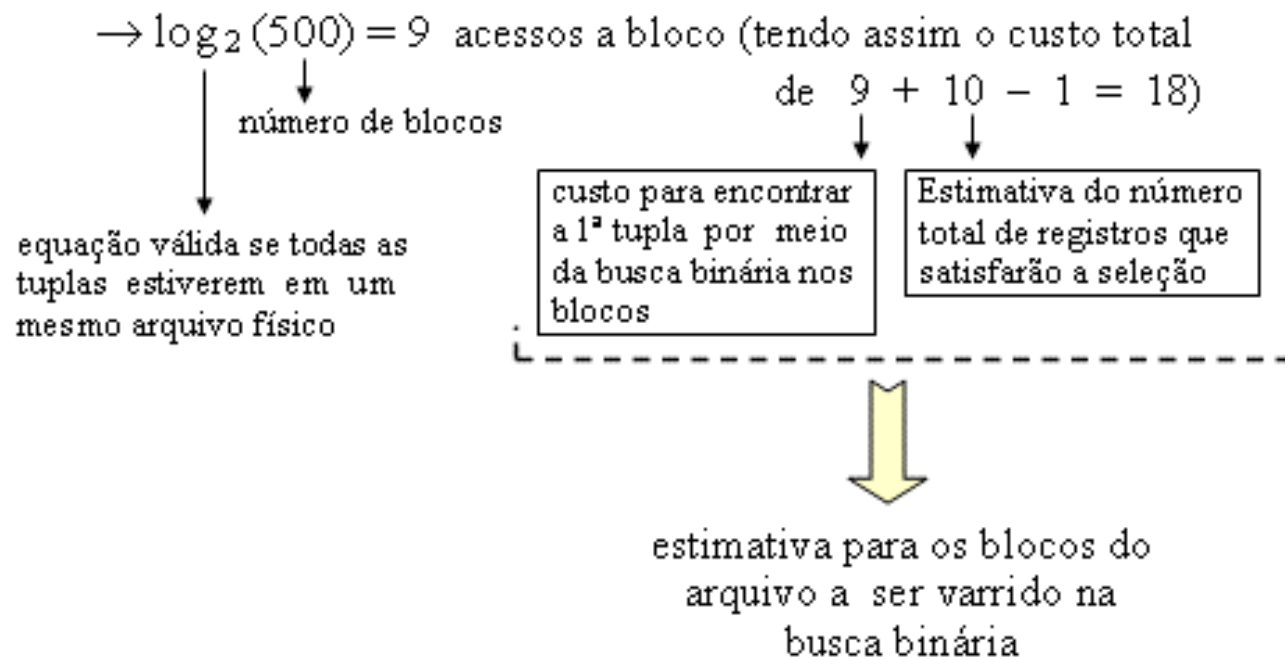 → log₂ (500) = 9 acessos a bloco (tendo assim o custo total
de 9 + 10 − 1 = 18)
número de blocos
equação válida se todas as
tuplas estiverem em um
mesmo arquivo físico
custo para encontrar
a 1ª tupla por meio
da busca binária nos
blocos
Estimativa do número
total de registros que
satisfarão a seleção
estimativa para os blocos do
arquivo a ser varrido na
busca binária